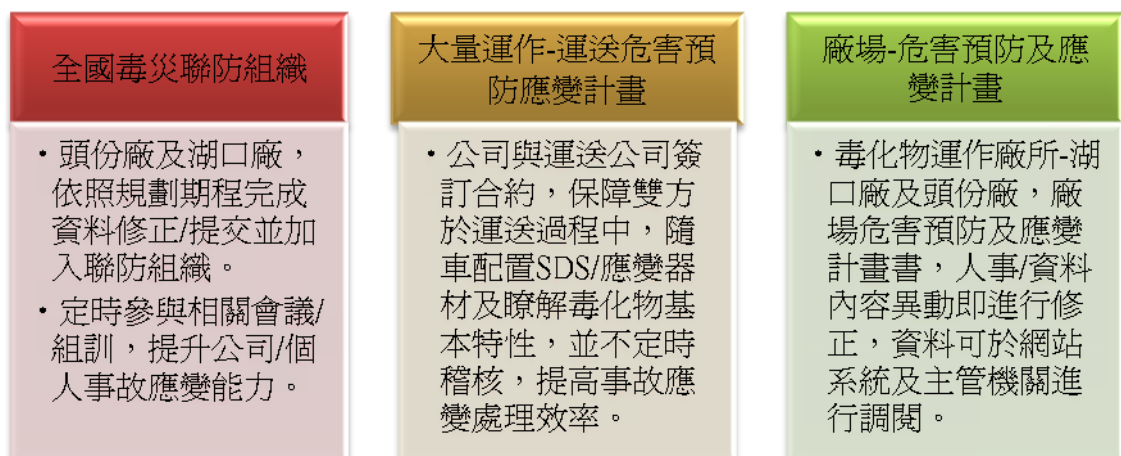 全國毒災聯防組織
• 頭份廠及湖口廠，
依照規劃期程完成
資料修正/提交並加
入聯防組織。
• 定時參與相關會議/
組訓，提升公司/個
人事故應變能力。
大量運作-運送危害預
防應變計畫
• 公司與運送公司簽
訂合約，保障雙方
於運送過程中，隨
車配置SDS/應變器
材及瞭解毒化物基
本特性，並不定時
稽核，提高事故應
變處理效率。
廠場-危害預防及應
變計畫
• 毒化物運作廠所-湖
口廠及頭份廠，廠
場危害預防及應變
計畫書，人事/資料
內容異動即進行修
正，資料可於網站
系統及主管機關進
行調閱。